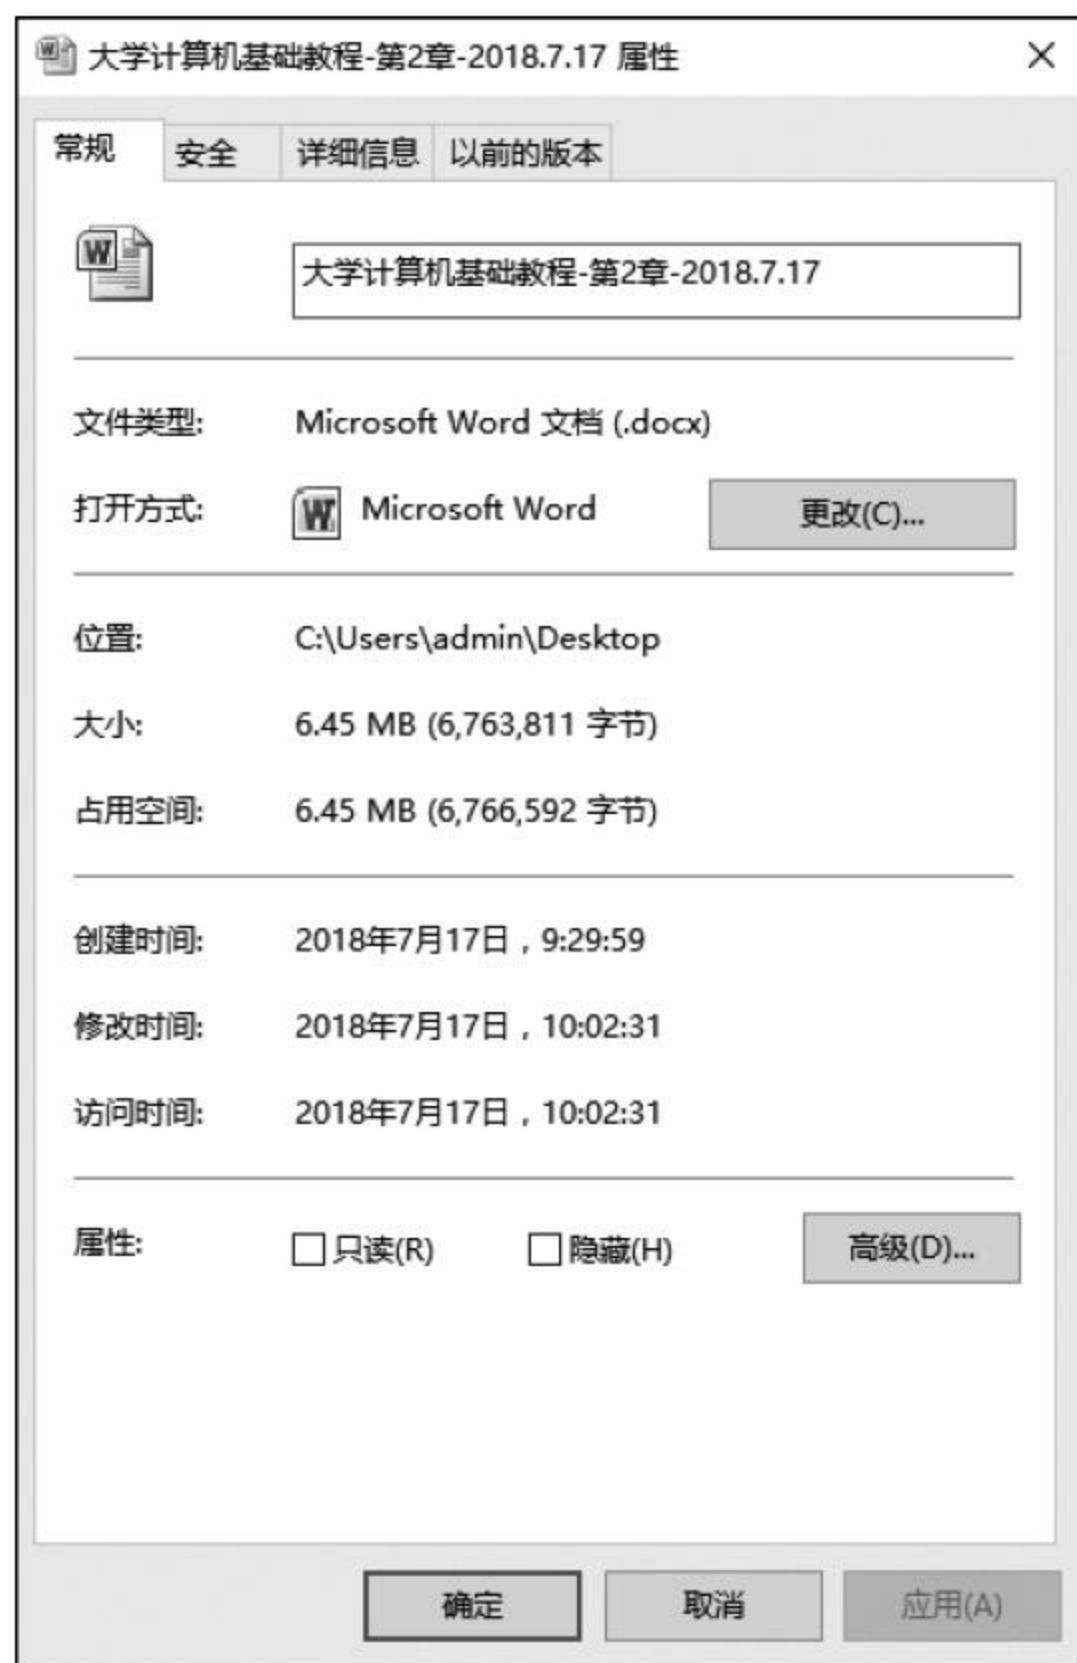 大学计算机基础教程-第2章-2018.7.17 属性
常规 安全 详细信息 以前的版本
大学计算机基础教程-第2章-2018.7.17
文件类型: Microsoft Word 文档 (.docx)
打开方式: Microsoft Word 更改(C)...
位置: C:\Users\admin\Desktop
大小: 6.45 MB (6,763,811 字节)
占用空间: 6.45 MB (6,766,592 字节)
创建时间: 2018年7月17日，9:29:59
修改时间: 2018年7月17日，10:02:31
访问时间: 2018年7月17日，10:02:31
属性: 只读(R) 隐藏(H) 高级(D)...
确定 取消 应用(A)